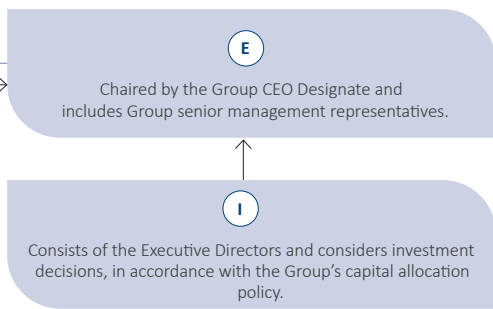 E
Chaired by the Group CEO Designate and
includes Group senior management representatives.
I
Consists of the Executive Directors and considers investment
decisions, in accordance with the Group’s capital allocation
policy.